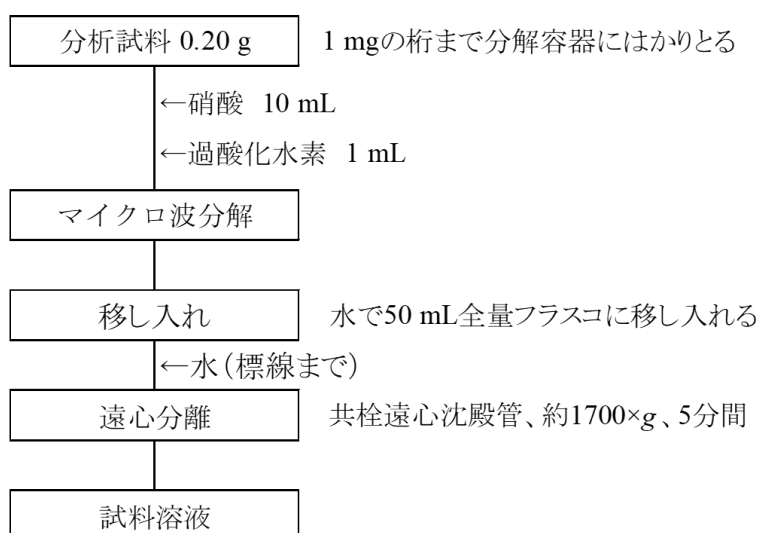 分析試料 0.20 g 1 mgの桁まで分解容器にはかりとる
←硝酸 10 mL
←過酸化水素 1 mL
マイクロ波分解
移し入れ 水で50 mL全量フラスコに移し入れる
←水（標線まで）
遠心分離 共栓遠心沈殿管、約1700×g、5分間
試料溶液